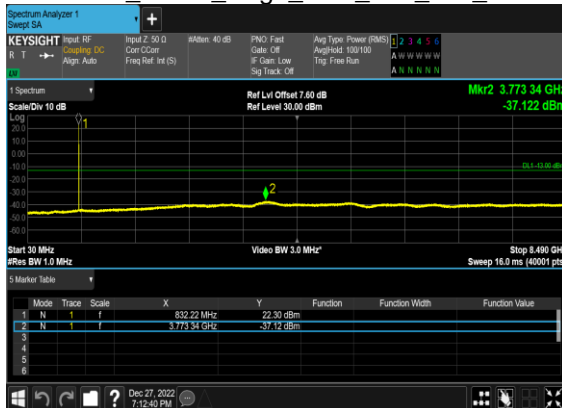 Spectrum Analyzer 1
Swept SA
KEYSIGHT Input: RF Input Z: 50 Ω #Atten: 40 dB PNO: Fast Avg Type: Power (RMS) 1 2 3 4 5 6
R T Coupling: DC Corr CCorr Gate: Off Avg|Hold: 100/100 A W W W W W
Align: Auto Freq Ref: Int (S) IF Gain: Low Trig: Free Run
Sig Track: Off A N N N N N
1 Spectrum Ref Lvl Offset 7.60 dB Mkr2 3.773 34 GHz
Scale/Div 10 dB Ref Level 30.00 dBm -37.122 dBm
Log
20.0 1
10.0
0.00
-10.0 DL1 -13.00 dBm
-20.0
-30.0 2
-40.0
-50.0
-60.0
Start 30 MHz Video BW 3.0 MHz* Stop 8.490 GHz
#Res BW 1.0 MHz Sweep 16.0 ms (40001 pts)
5 Marker Table
Mode Trace Scale X Y Function Function Width Function Value
1 N 1 f 832.22 MHz 22.30 dBm
2 N 1 f 3.773 34 GHz -37.12 dBm
3
4
5
6
? Dec 27, 2022
7:12:40 PM